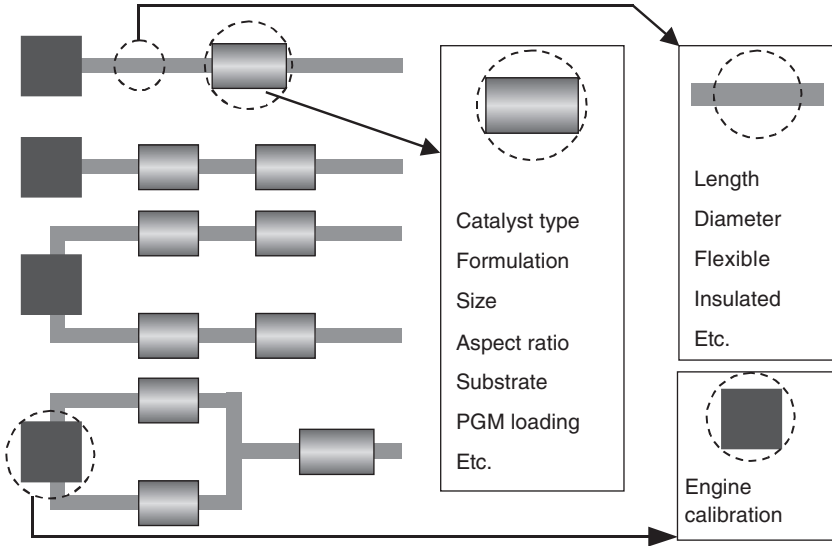 Catalyst type
Formulation
Size
Aspect ratio
Substrate
PGM loading
Etc.
Length
Diameter
Flexible
Insulated
Etc.
Engine
calibration